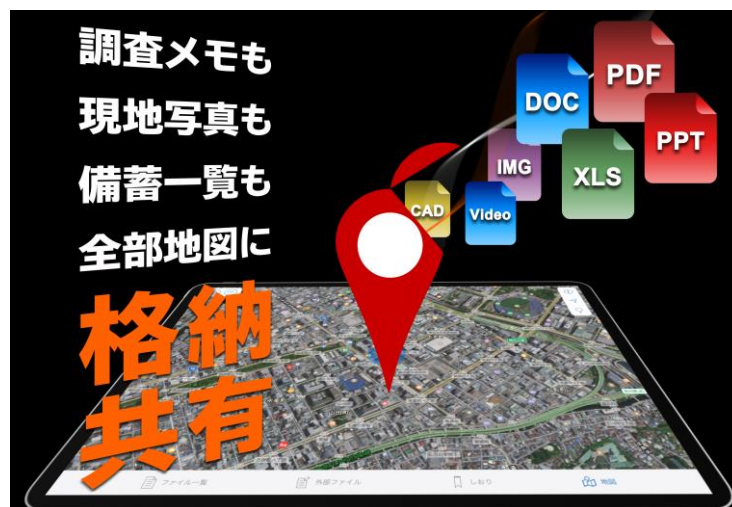 調査メモも
現地写真も
備蓄一覧も
全部地図に
格納
共有
PDF
DOC
PPT
IMG
XLS
CAD
Video
ファイル一覧
外部ファイル
しおり
地図